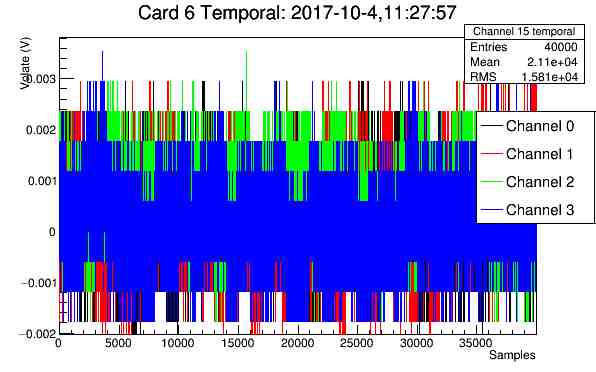 Card 6 Temporal: 2017-10-4,11:27:57
Volate (V)
Channel 15 temporal
Entries 40000
Mean 2.11e+04
RMS 1.581e+04
0.003
0.002
0.001
0
−0.001
−0.002
Channel 0
Channel 1
Channel 2
Channel 3
0 5000 10000 15000 20000 25000 30000 35000
Samples